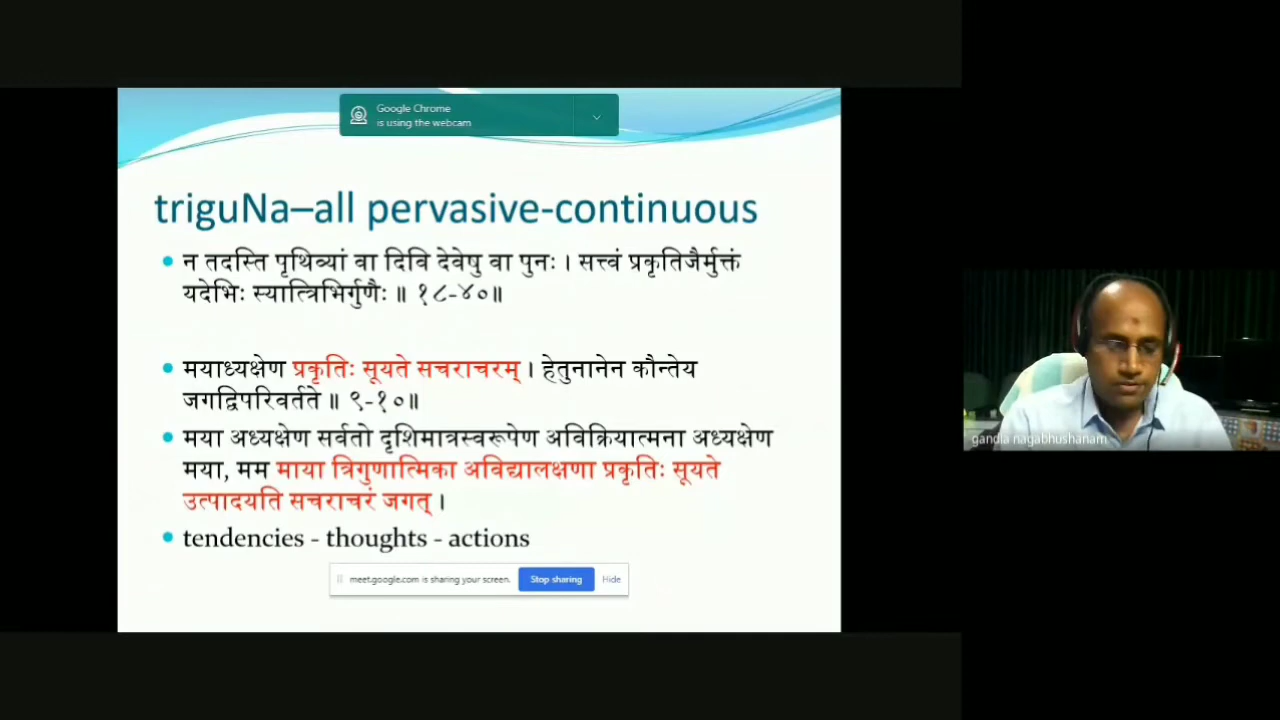 Google Chrome
is using the webcam
triguNa–all pervasive-continuous
न तदस्ति पृथिव्यां वा दिवि देवेषु वा पुनः । सत्त्वं प्रकृतिजैर्मुक्तं
यदेभिः स्यात्त्रिभिर्गुणैः ॥ १८-४०॥
मयाध्यक्षेण प्रकृतिः सूयते सचराचरम् । हेतुनानेन कौन्तेय
जगद्विपरिवर्तते ॥ ९-१०॥
मया अध्यक्षेण सर्वतो दृशिमात्रस्वरूपेण अविक्रियात्मना अध्यक्षेण
मया, मम माया त्रिगुणात्मिका अविद्यालक्षणा प्रकृतिः सूयते
उत्पादयति सचराचरं जगत् ।
tendencies - thoughts - actions
meet.google.com is sharing your screen. Stop sharing Hide
gandla nagabhushanam